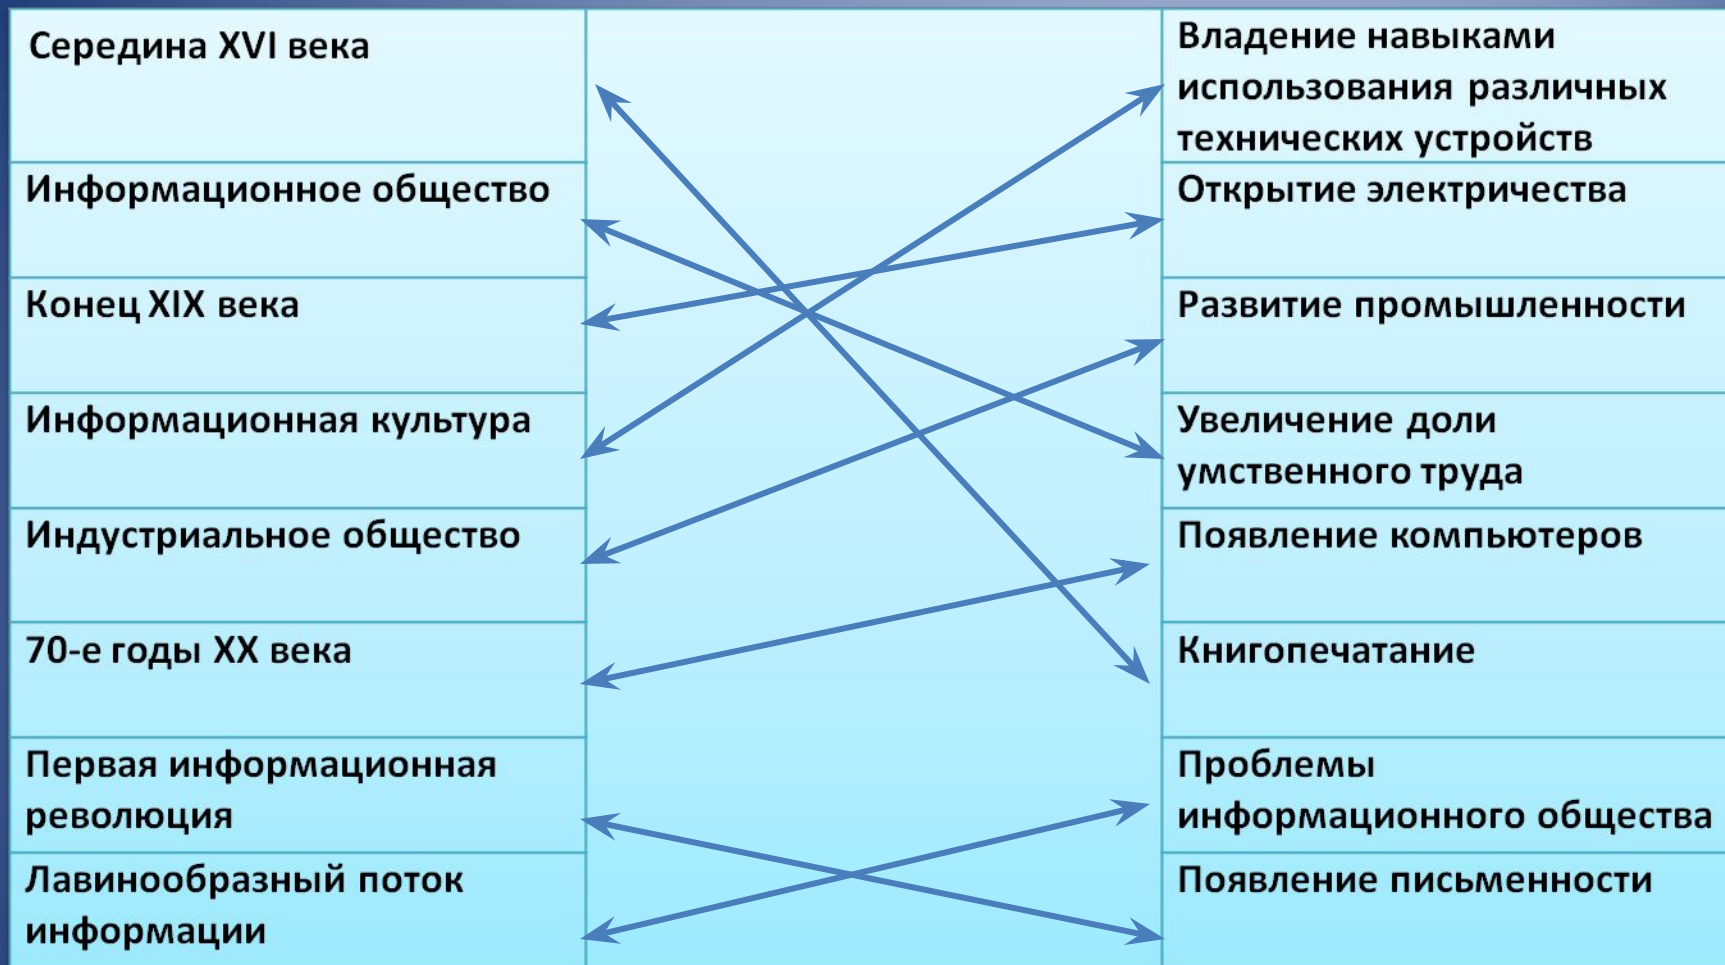 Середина XVI века
Владение навыками
использования различных
технических устройств
Информационное общество
Открытие электричества
Конец XIX века
Развитие промышленности
Информационная культура
Увеличение доли
умственного труда
Индустриальное общество
Появление компьютеров
70-е годы XX века
Книгопечатание
Первая информационная
революция
Проблемы
информационного общества
Лавинообразный поток
информации
Появление письменности